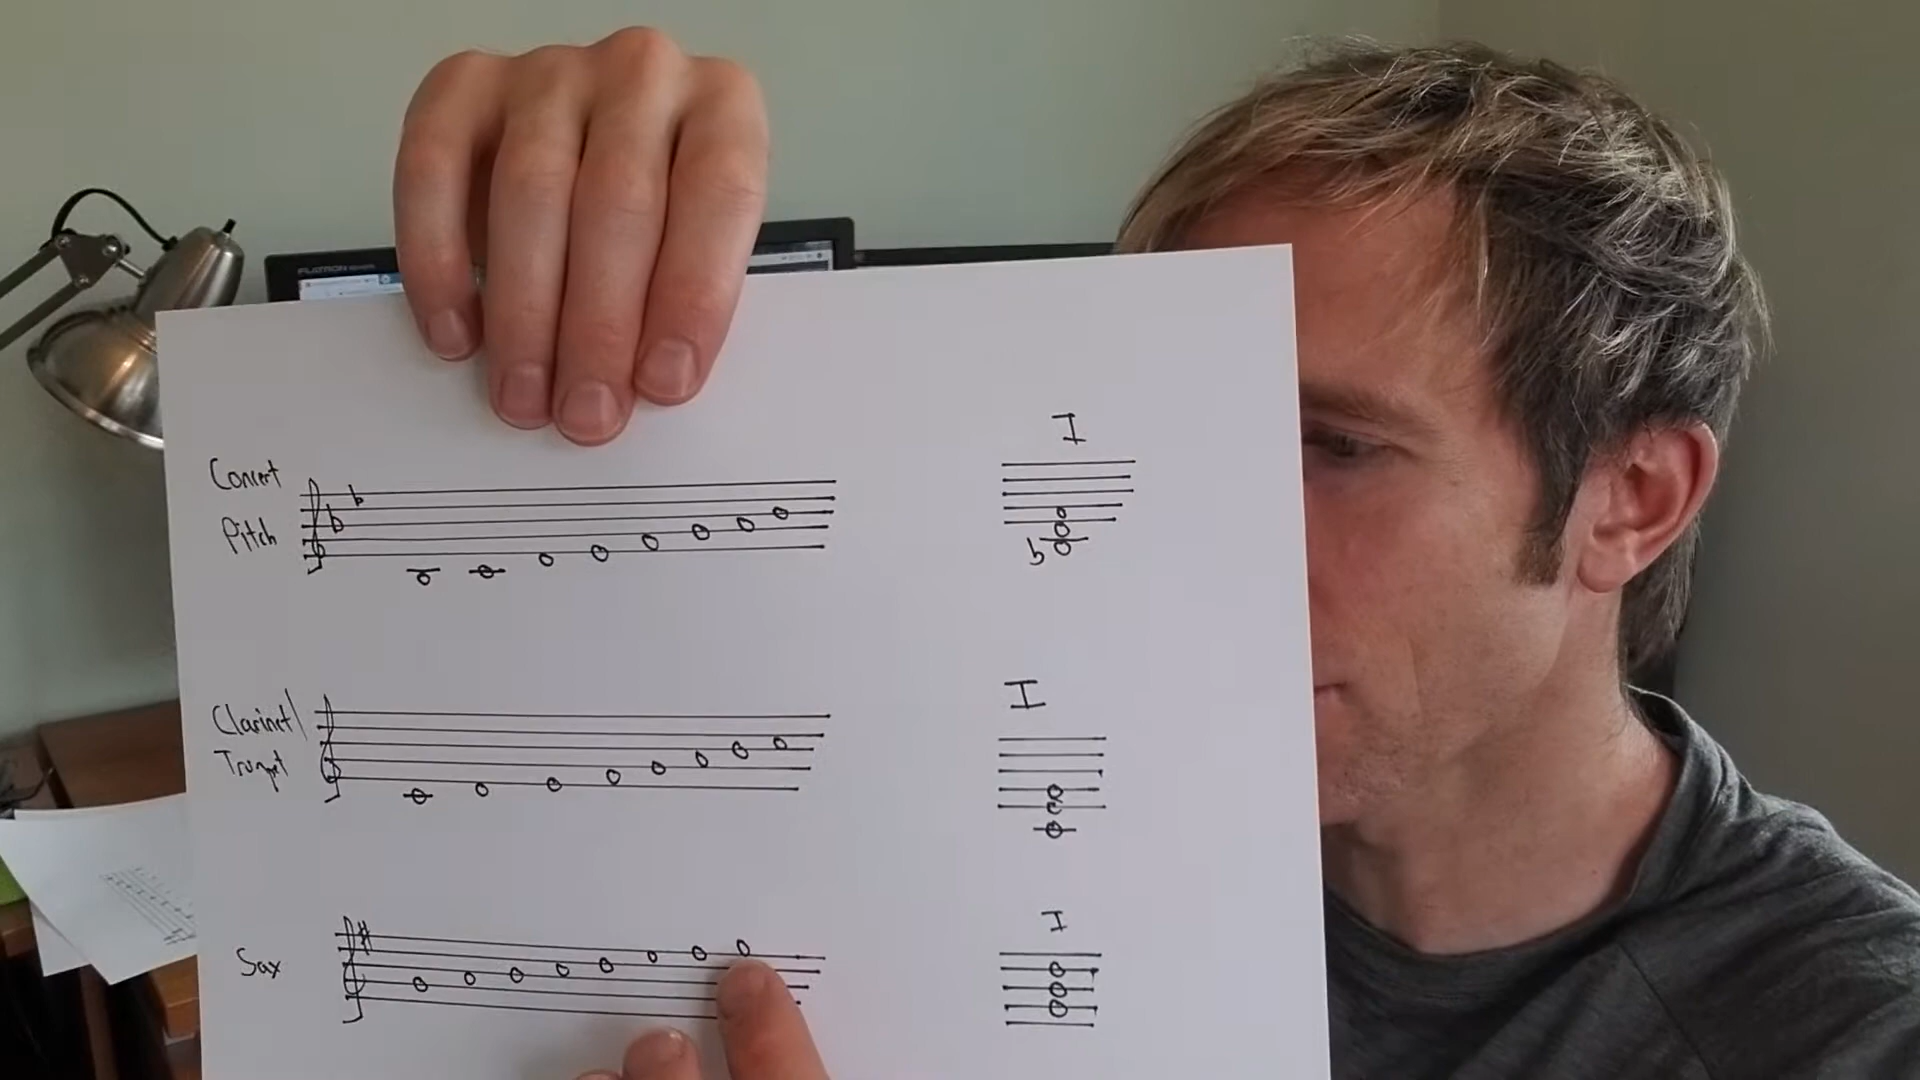 FLATRON
Concert
Pitch
I
Clarinet/
Trumpet
I
Sax
I